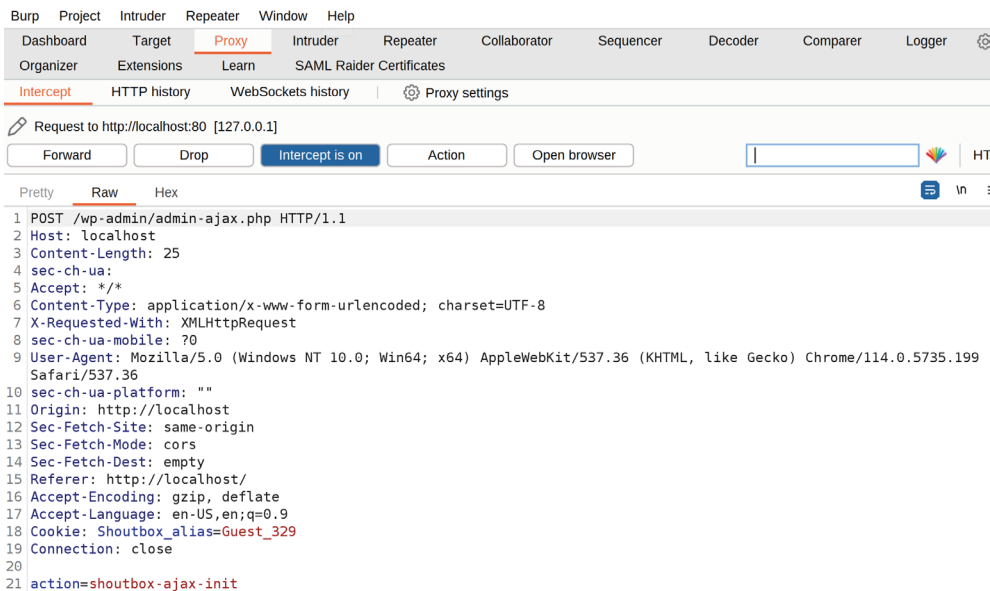 Burp Project Intruder Repeater Window Help
Dashboard Target Proxy Intruder Repeater Collaborator Sequencer Decoder Comparer Logger
Organizer Extensions Learn SAML Raider Certificates
Intercept HTTP history WebSockets history Proxy settings
Request to http://localhost:80 [127.0.0.1]
Forward Drop Intercept is on Action Open browser HT
Pretty Raw Hex \n
1 POST /wp-admin/admin-ajax.php HTTP/1.1
2 Host: localhost
3 Content-Length: 25
4 sec-ch-ua:
5 Accept: */*
6 Content-Type: application/x-www-form-urlencoded; charset=UTF-8
7 X-Requested-With: XMLHttpRequest
8 sec-ch-ua-mobile: ?0
9 User-Agent: Mozilla/5.0 (Windows NT 10.0; Win64; x64) AppleWebKit/537.36 (KHTML, like Gecko) Chrome/114.0.5735.199
Safari/537.36
10 sec-ch-ua-platform: ""
11 Origin: http://localhost
12 Sec-Fetch-Site: same-origin
13 Sec-Fetch-Mode: cors
14 Sec-Fetch-Dest: empty
15 Referer: http://localhost/
16 Accept-Encoding: gzip, deflate
17 Accept-Language: en-US,en;q=0.9
18 Cookie: Shoutbox_alias=Guest_329
19 Connection: close
20
21 action=shoutbox-ajax-init